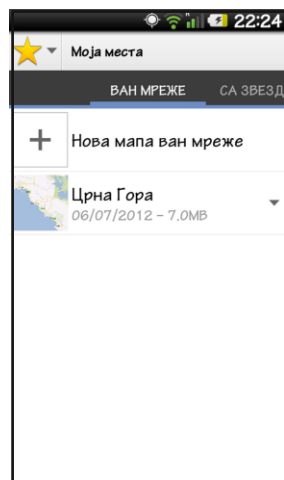 22:24
Моја места
ВАН МРЕЖЕ СА ЗВЕЗД
Нова мапа ван мреже
Црна Гора
06/07/2012 - 7.0MB